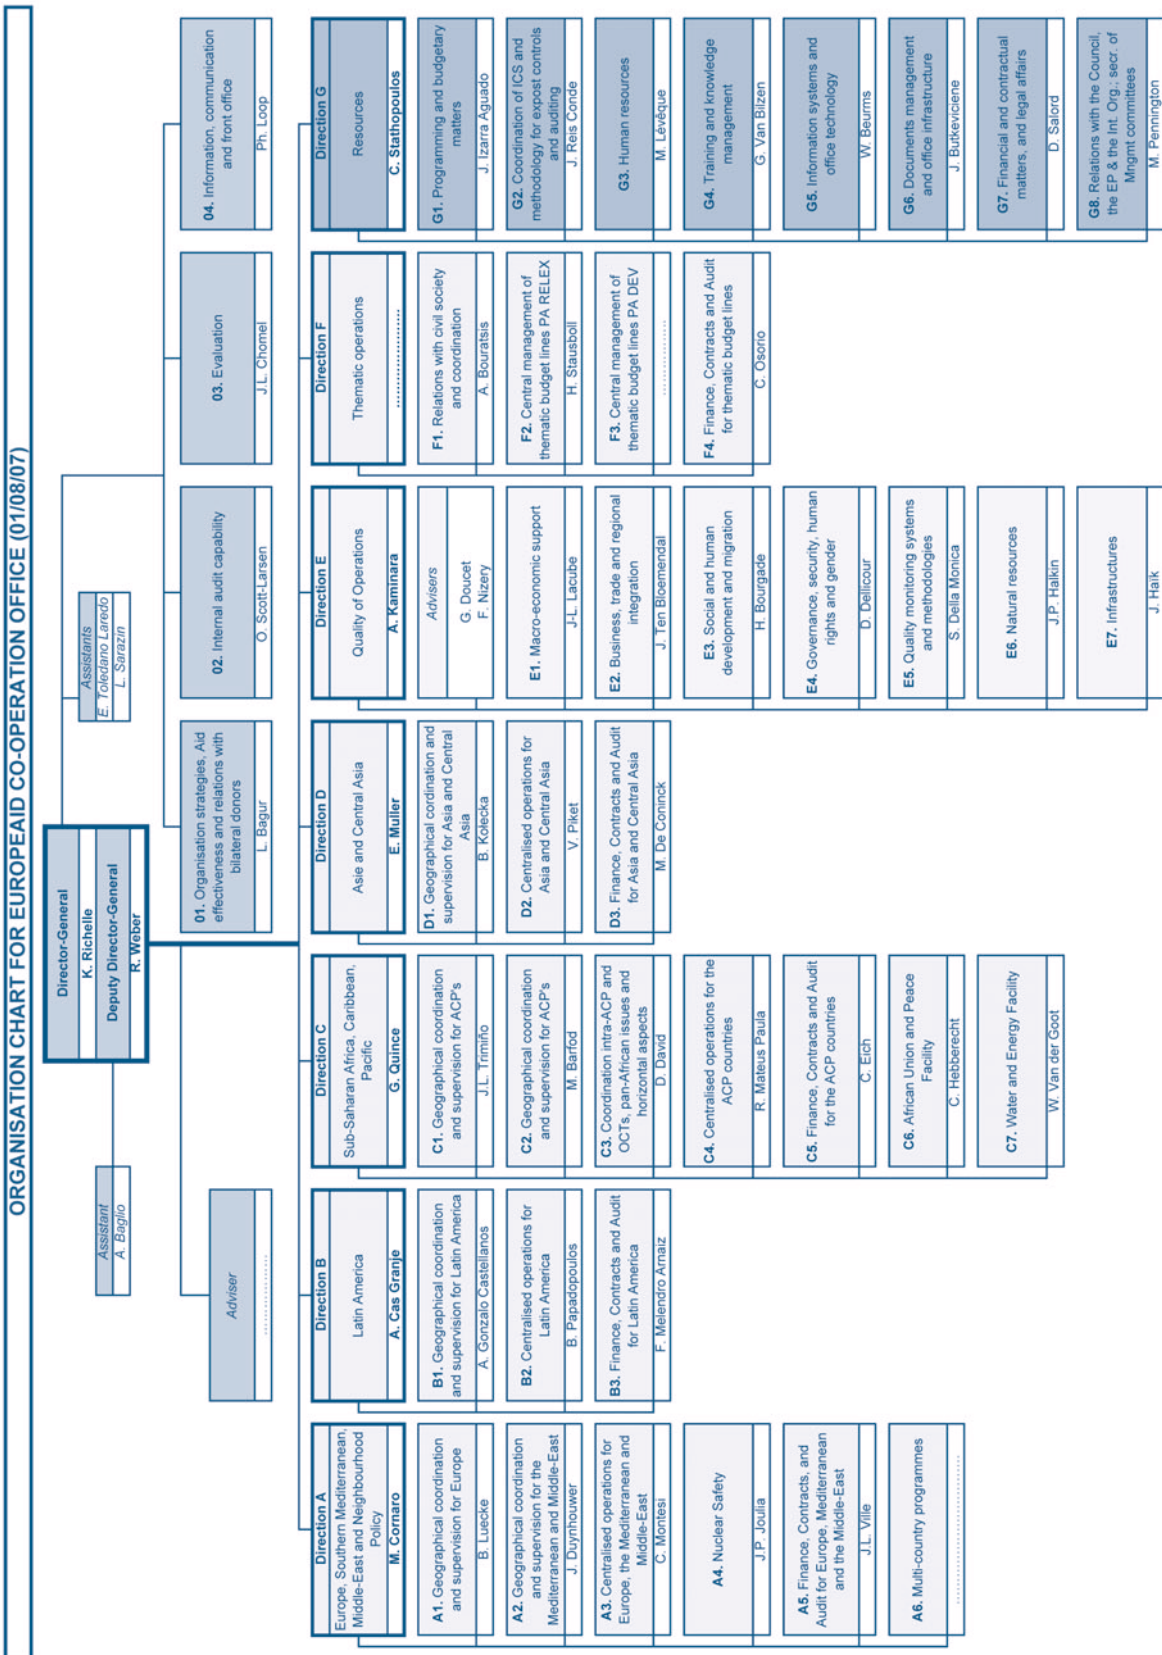 ORGANISATION CHART FOR EUROPEAID CO-OPERATION OFFICE (01/08/07)
Director-General
K. Richelle
Deputy Director-General
R. Weber
Assistant
A. Baglio
Assistants
E. Toledano Laredo
L. Sarazin
Adviser
....................
01. Organisation strategies, Aid
effectiveness and relations with
bilateral donors
L. Bagur
02. Internal audit capability
O. Scott-Larsen
03. Evaluation
J.L. Chomel
04. Information, communication
and front office
Ph. Loop
Direction A
Europe, Southern Mediterranean,
Middle-East and Neighbourhood
Policy
M. Cornaro
A1. Geographical coordination
and supervision for Europe
B. Luecke
A2. Geographical coordination
and supervision for the
Mediterranean and Middle-East
J. Duynhouwer
A3. Centralised operations for
Europe, the Mediterranean and
Middle-East
C. Montesi
A4. Nuclear Safety
J.P. Joulia
A5. Finance, Contracts, and
Audit for Europe, Mediterranean
and the Middle-East
J.L. Ville
A6. Multi-country programmes
....................
Direction B
Latin America
A. Cas Granje
B1. Geographical coordination
and supervision for Latin America
A. Gonzalo Castellanos
B2. Centralised operations for
Latin America
B. Papadopoulos
B3. Finance, Contracts and Audit
for Latin America
F. Melendro Arnaiz
Direction C
Sub-Saharan Africa, Caribbean,
Pacific
G. Quince
C1. Geographical coordination
and supervision for ACP's
J.L. Trimiño
C2. Geographical coordination
and supervision for ACP's
M. Barfod
C3. Coordination intra-ACP and
OCTs, pan-African issues and
horizontal aspects
D. David
C4. Centralised operations for the
ACP countries
R. Mateus Paula
C5. Finance, Contracts and Audit
for the ACP countries
C. Eich
C6. African Union and Peace
Facility
C. Hebberecht
C7. Water and Energy Facility
W. Van der Goot
Direction D
Asie and Central Asia
E. Muller
D1. Geographical cordination and
supervision for Asia and Central
Asia
B. Kolecka
D2. Centralised operations for
Asia and Central Asia
V. Piket
D3. Finance, Contracts and Audit
for Asia and Central Asia
M. De Coninck
Direction E
Quality of Operations
A. Kaminara
Advisers
G. Doucet
F. Nizery
E1. Macro-economic support
J-L. Lacube
E2. Business, trade and regional
integration
J. Ten Bloemendal
E3. Social and human
development and migration
H. Bourgade
E4. Governance, security, human
rights and gender
D. Dellicour
E5. Quality monitoring systems
and methodologies
S. Della Monica
E6. Natural resources
J.P. Halkin
E7. Infrastructures
J. Haïk
Direction F
Thematic operations
....................
F1. Relations with civil society
and coordination
A. Bouratsis
F2. Central management of
thematic budget lines PA RELEX
H. Stausboll
F3. Central management of
thematic budget lines PA DEV
....................
F4. Finance, Contracts and Audit
for thematic budget lines
C. Osorio
Direction G
Resources
C. Stathopoulos
G1. Programming and budgetary
matters
J. Izarra Aguado
G2. Coordination of ICS and
methodology for expost controls
and auditing
J. Reis Conde
G3. Human resources
M. Lévêque
G4. Training and knowledge
management
G. Van Bilzen
G5. Information systems and
office technology
W. Beurms
G6. Documents management
and office infrastructure
J. Butkeviciene
G7. Financial and contractual
matters, and legal affairs
D. Salord
G8. Relations with the Council,
the EP & the Int. Org.; secr. of
Mngmt committees
M. Pennington